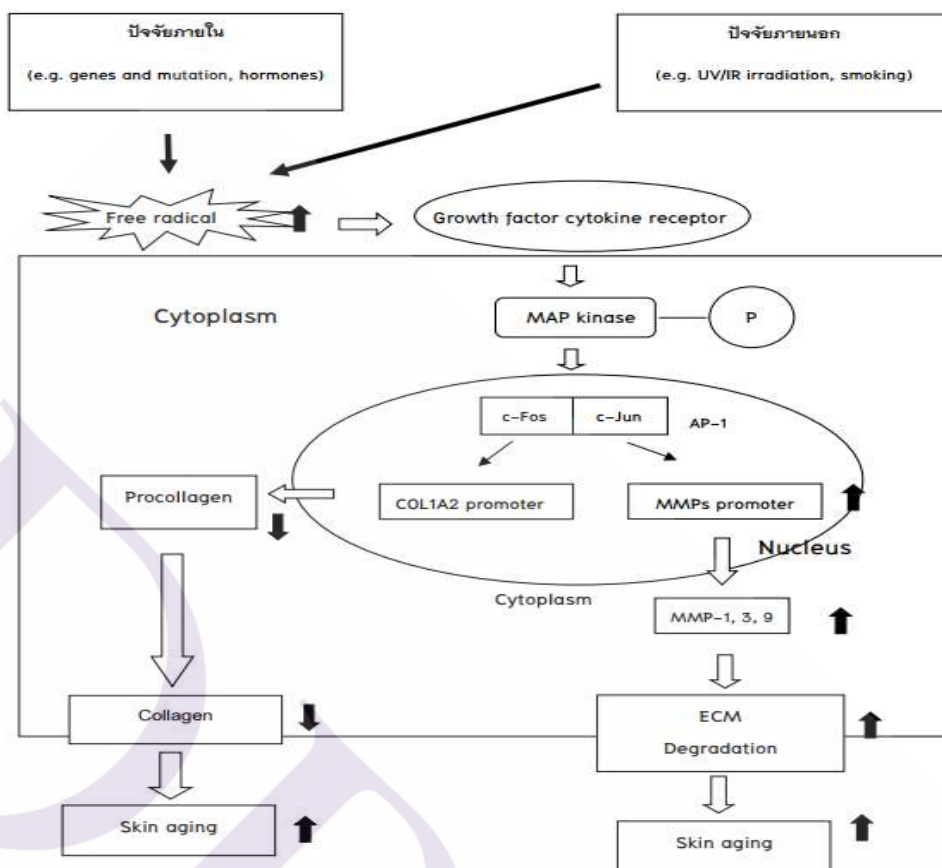 ปัจจัยภายใน
(e.g. genes and mutation, hormones)
ปัจจัยภายนอก
(e.g. UV/IR irradiation, smoking)
Free radical
Growth factor cytokine receptor
Cytoplasm
MAP kinase
P
c-Fos
c-Jun
AP-1
Procollagen
COL1A2 promoter
MMPs promoter
Nucleus
Cytoplasm
MMP-1, 3, 9
Collagen
ECM
Degradation
Skin aging
Skin aging